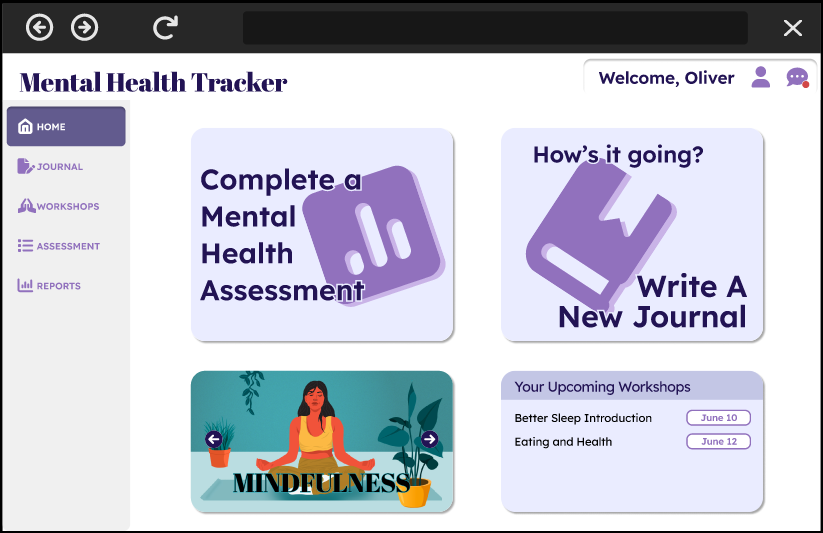 Mental Health Tracker
Welcome, Oliver
HOME
JOURNAL
WORKSHOPS
ASSESSMENT
REPORTS
Complete a
Mental
Health
Assessment
How's it going?
Write A
New Journal
MINDFULNESS
Your Upcoming Workshops
Better Sleep Introduction June 10
Eating and Health June 12